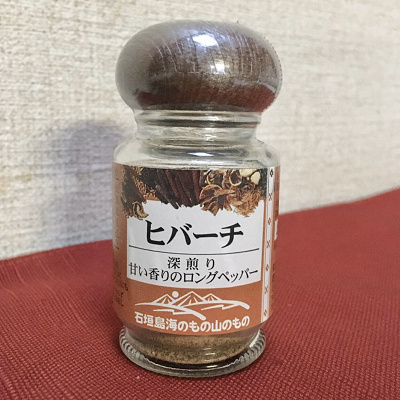 ヒバーチ
深煎り
甘い香りのロングペッパー
石垣島海のもの山のもの